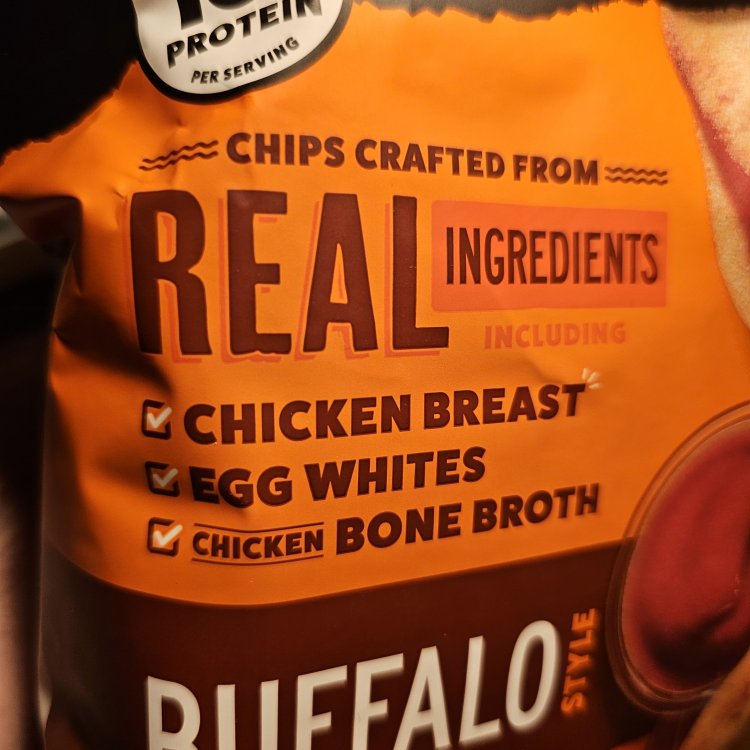 PROTEIN
PER SERVING
CHIPS CRAFTED FROM
REAL INGREDIENTS
INCLUDING
CHICKEN BREAST
EGG WHITES
CHICKEN BONE BROTH
BUFFALO STYLE